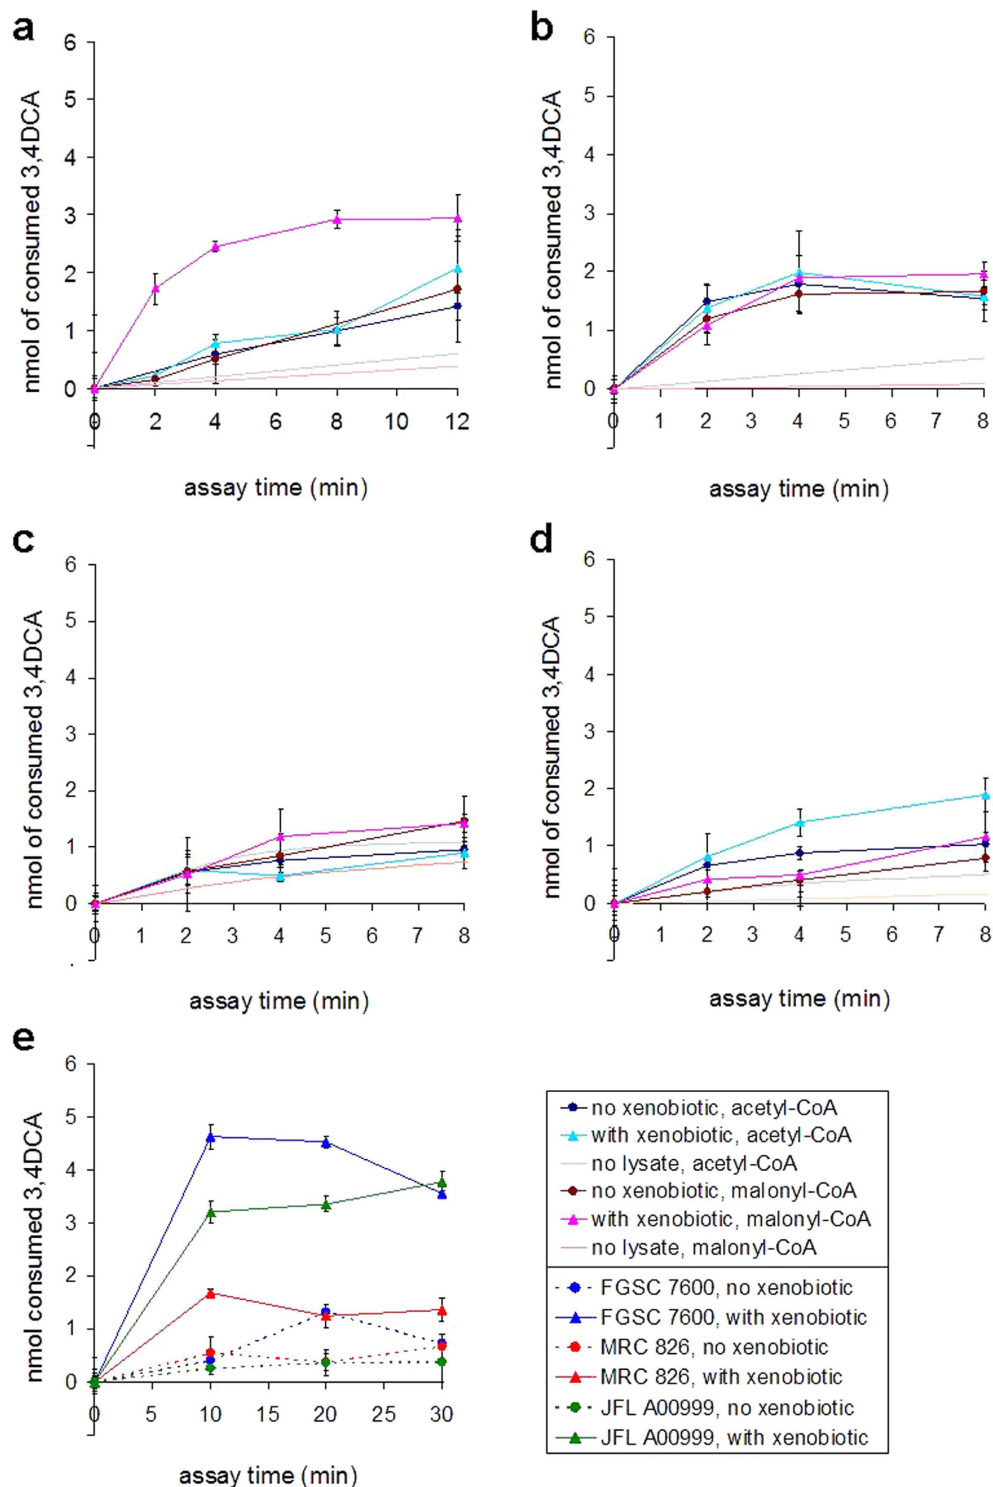 a
6
5
4
3
2
1
0
nmol of consumed 3,4DCA
0 2 4 6 8 10 12
assay time (min)
b
6
5
4
3
2
1
0
nmol of consumed 3,4DCA
0 1 2 3 4 5 6 7 8
assay time (min)
c
6
5
4
3
2
1
0
nmol of consumed 3,4DCA
0 1 2 3 4 5 6 7 8
assay time (min)
d
6
5
4
3
2
1
0
nmol of consumed 3,4DCA
0 1 2 3 4 5 6 7 8
assay time (min)
e
6
5
4
3
2
1
0
nmol consumed 3,4DCA
0 5 10 15 20 25 30
assay time (min)
no xenobiotic, acetyl-CoA
with xenobiotic, acetyl-CoA
no lysate, acetyl-CoA
no xenobiotic, malonyl-CoA
with xenobiotic, malonyl-CoA
no lysate, malonyl-CoA
FGSC 7600, no xenobiotic
FGSC 7600, with xenobiotic
MRC 826, no xenobiotic
MRC 826, with xenobiotic
JFL A00999, no xenobiotic
JFL A00999, with xenobiotic